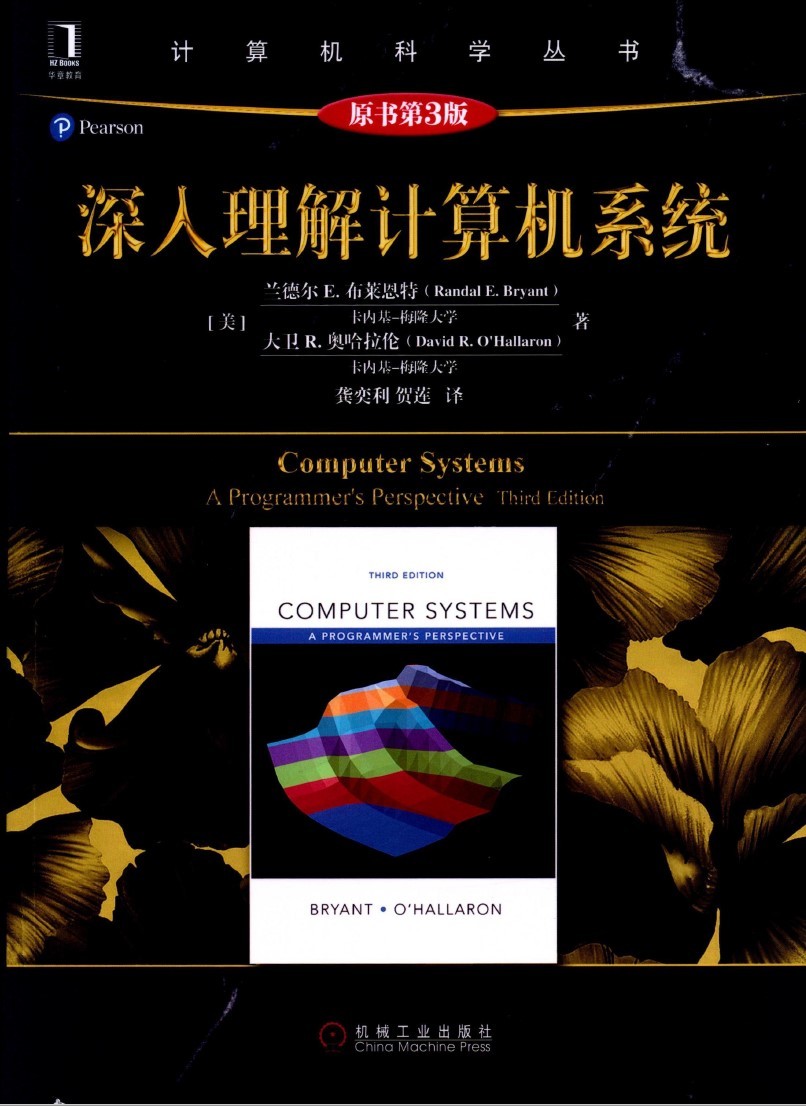 HZ BOOKS
华章教育
计算机科学丛书
原书第3版
Pearson
深入理解计算机系统
兰德尔 E. 布莱恩特（Randal E. Bryant）
卡内基-梅隆大学
[美] 著
大卫 R. 奥哈拉伦（David R. O'Hallaron）
卡内基-梅隆大学
龚奕利 贺莲 译
Computer Systems
A Programmer's Perspective Third Edition
THIRD EDITION
COMPUTER SYSTEMS
A PROGRAMMER'S PERSPECTIVE
BRYANT • O'HALLARON
机械工业出版社
China Machine Press